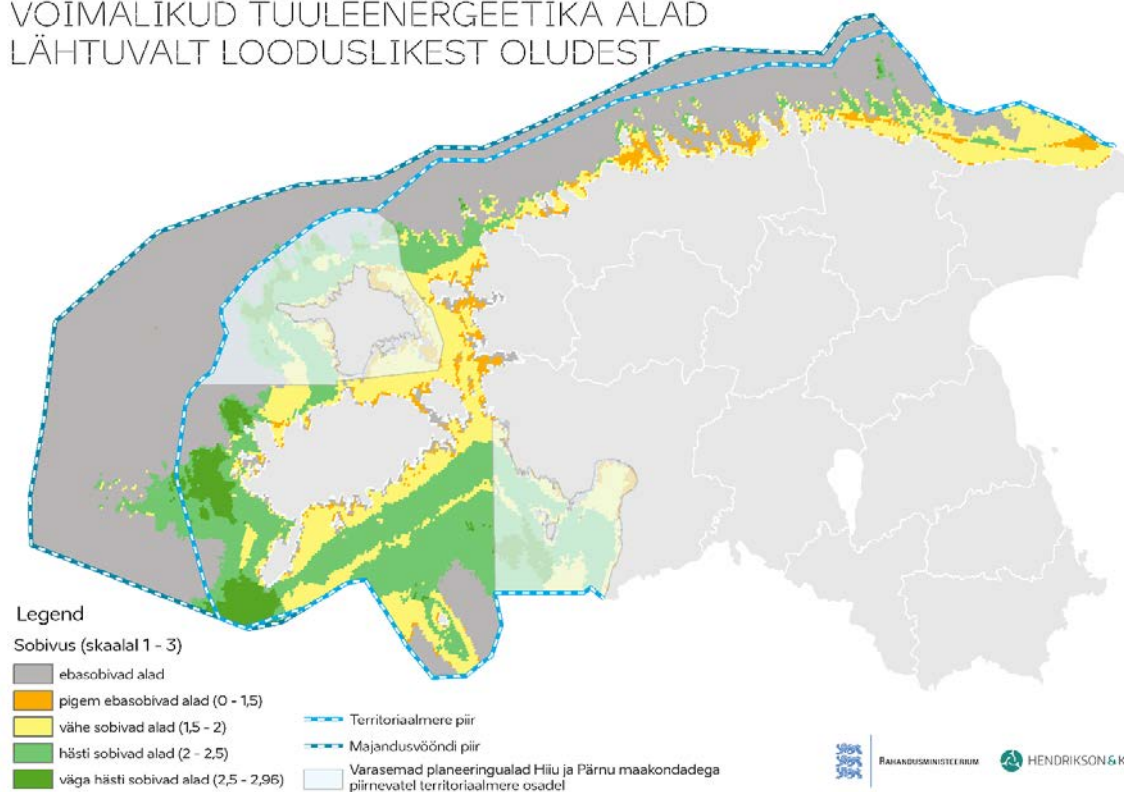 VÕIMALIKUD TUULEENERGEETIKA ALAD
LÄHTUVALT LOODUSLIKEST OLUDEST
Legend
Sobivus (skaalal 1 - 3)
ebasobivad alad
pigem ebasobivad alad (0 - 1,5)
vähe sobivad alad (1,5 - 2)
hästi sobivad alad (2 - 2,5)
väga hästi sobivad alad (2,5 - 2,96)
Territoriaalmere piir
Majandusvööndi piir
Varasemad planeeringualad Hiiu ja Pärnu maakondadega
piirnevatel territoriaalmere osadel
RAHANDUSMINISTEERIUM
HENDRIKSON & K